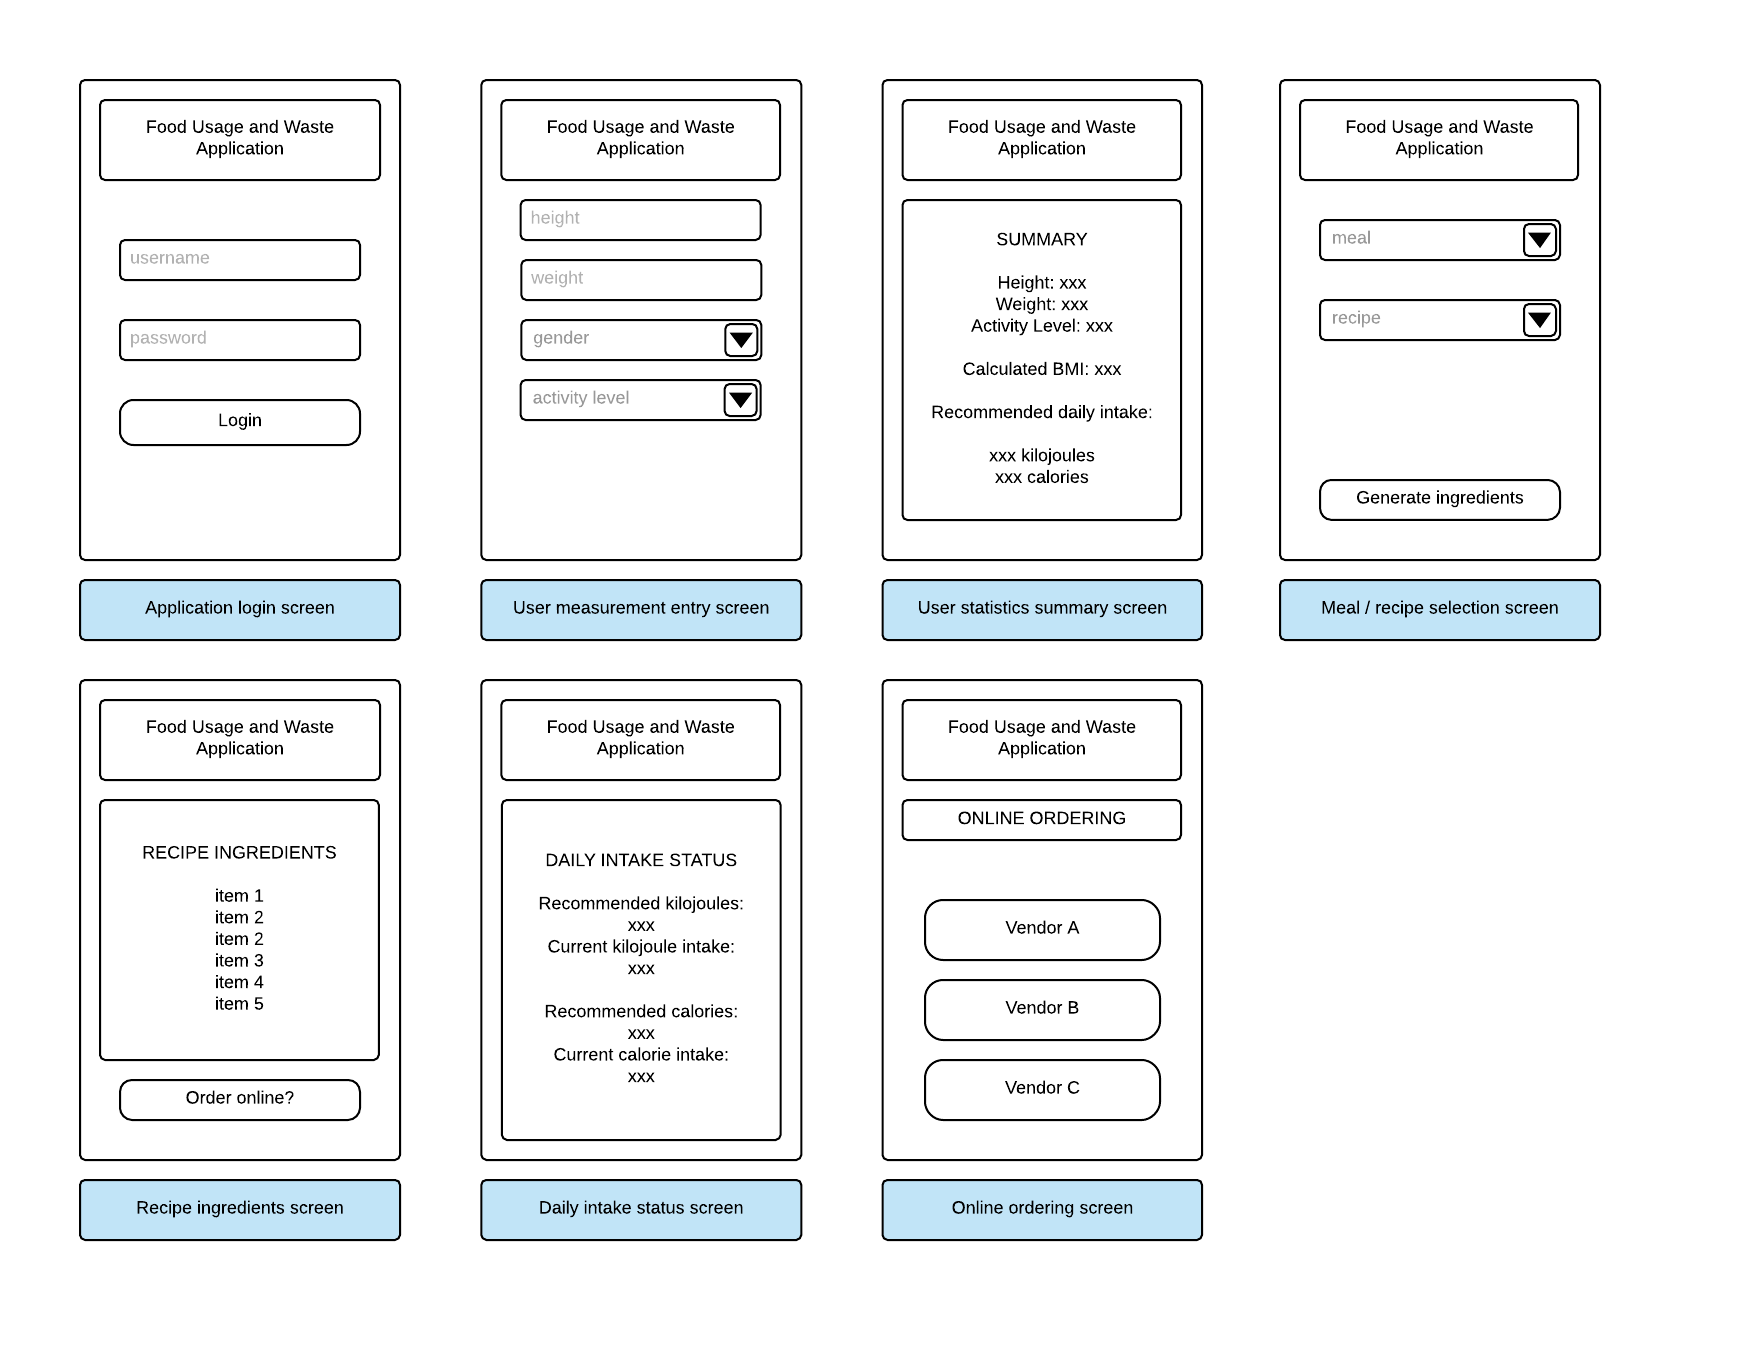 Food Usage and Waste
Application
username
password
Login
Application login screen
Food Usage and Waste
Application
height
weight
gender
activity level
User measurement entry screen
Food Usage and Waste
Application
SUMMARY
Height: xxx
Weight: xxx
Activity Level: xxx
Calculated BMI: xxx
Recommended daily intake:
xxx kilojoules
xxx calories
User statistics summary screen
Food Usage and Waste
Application
meal
recipe
Generate ingredients
Meal / recipe selection screen
Food Usage and Waste
Application
RECIPE INGREDIENTS
item 1
item 2
item 2
item 3
item 4
item 5
Order online?
Recipe ingredients screen
Food Usage and Waste
Application
DAILY INTAKE STATUS
Recommended kilojoules:
xxx
Current kilojoule intake:
xxx
Recommended calories:
xxx
Current calorie intake:
xxx
Daily intake status screen
Food Usage and Waste
Application
ONLINE ORDERING
Vendor A
Vendor B
Vendor C
Online ordering screen